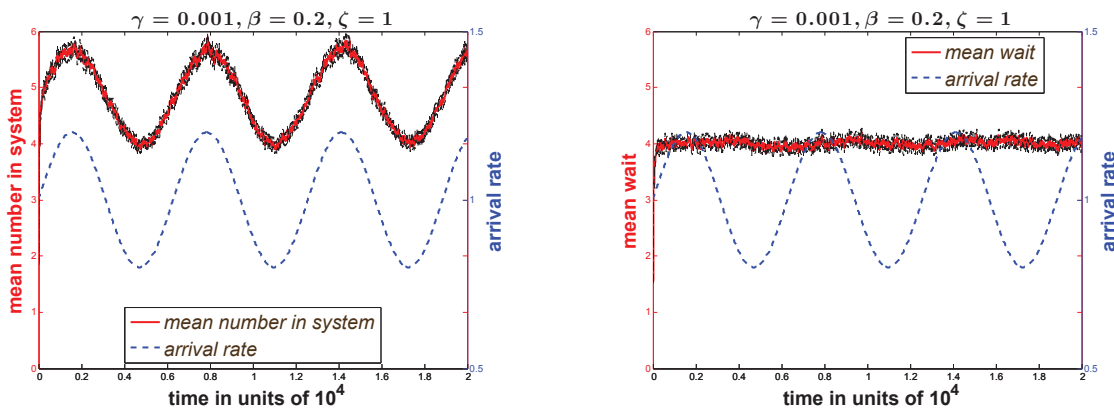 γ = 0.001, β = 0.2, ζ = 1
6
5
4
3
2
1
0
mean number in system
1.5
1
0.5
arrival rate
mean number in system
arrival rate
0 0.2 0.4 0.6 0.8 1 1.2 1.4 1.6 1.8 2
time in units of 10^4
γ = 0.001, β = 0.2, ζ = 1
6
5
4
3
2
1
0
mean wait
1.5
1
0.5
arrival rate
mean wait
arrival rate
0 0.2 0.4 0.6 0.8 1 1.2 1.4 1.6 1.8 2
time in units of 10^4